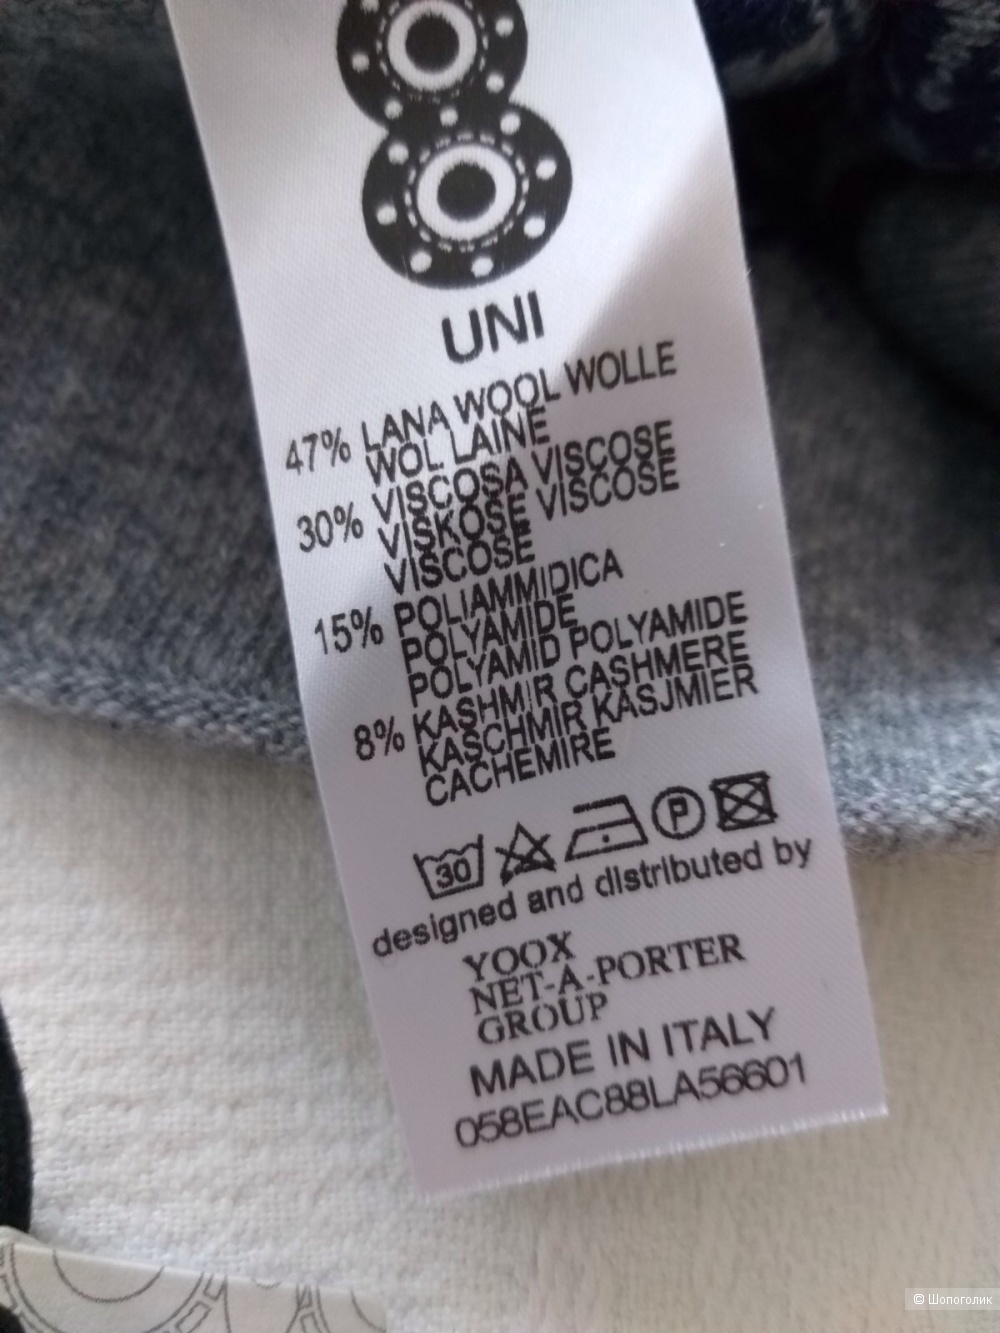 UNI
47% LANA WOOL WOLLE
WOL LAINE
30% VISCOSA VISCOSE
VISKOSE VISCOSE
VISCOSE
15% POLIAMMIDICA
POLYAMIDE
POLYAMID POLYAMIDE
8% KASHMIR CASHMERE
KASCHMIR KASJMIER
CACHEMIRE
30 P
designed and distributed by
YOOX
NET-A-PORTER
GROUP
MADE IN ITALY
058EAC88LA56601
© Шопоголик